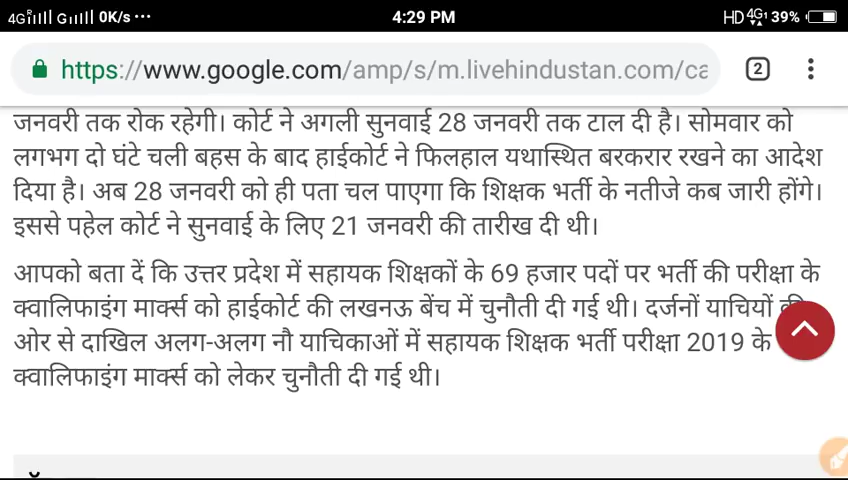 4G G 0K/s ... 4:29 PM HD 4G 39%
https://www.google.com/amp/s/m.livehindustan.com/ca 2
जनवरी तक रोक रहेगी। कोर्ट ने अगली सुनवाई 28 जनवरी तक टाल दी है। सोमवार को
लगभग दो घंटे चली बहस के बाद हाईकोर्ट ने फिलहाल यथास्थित बरकरार रखने का आदेश
दिया है। अब 28 जनवरी को ही पता चल पाएगा कि शिक्षक भर्ती के नतीजे कब जारी होंगे।
इससे पहेल कोर्ट ने सुनवाई के लिए 21 जनवरी की तारीख दी थी।
आपको बता दें कि उत्तर प्रदेश में सहायक शिक्षकों के 69 हजार पदों पर भर्ती की परीक्षा के
क्वालिफाइंग मार्क्स को हाईकोर्ट की लखनऊ बेंच में चुनौती दी गई थी। दर्जनों याचियों की
ओर से दाखिल अलग-अलग नौ याचिकाओं में सहायक शिक्षक भर्ती परीक्षा 2019 के
क्वालिफाइंग मार्क्स को लेकर चुनौती दी गई थी।